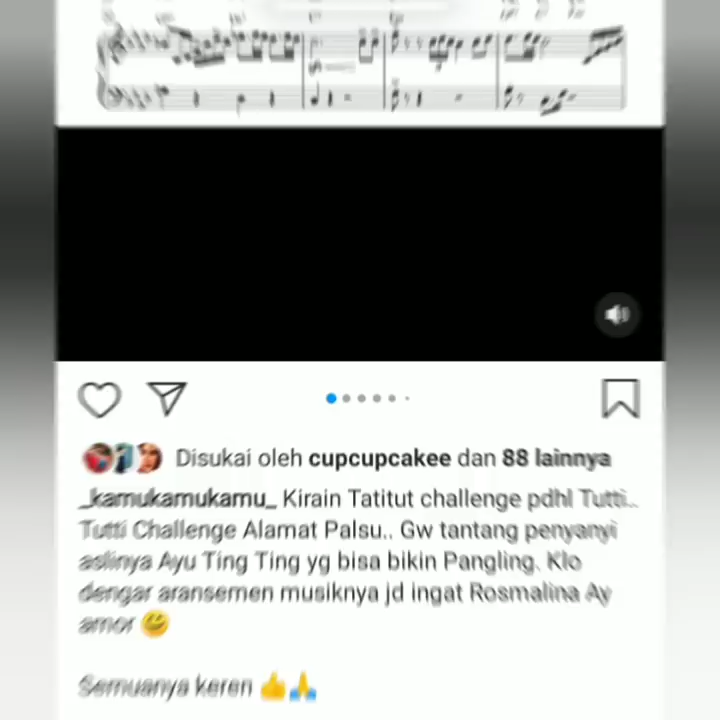 Disukai oleh cupcupcakee dan 88 lainnya
_kamukamukamu_ Kirain Tatitut challenge pdhl Tutti..
Tutti Challenge Alamat Palsu.. Gw tantang penyanyi
aslinya Ayu Ting Ting yg bisa bikin Pangling. Klo
dengar aransemen musiknya jd ingat Rosmalina Ay
amor 😄
Semuanya keren 👍🙏